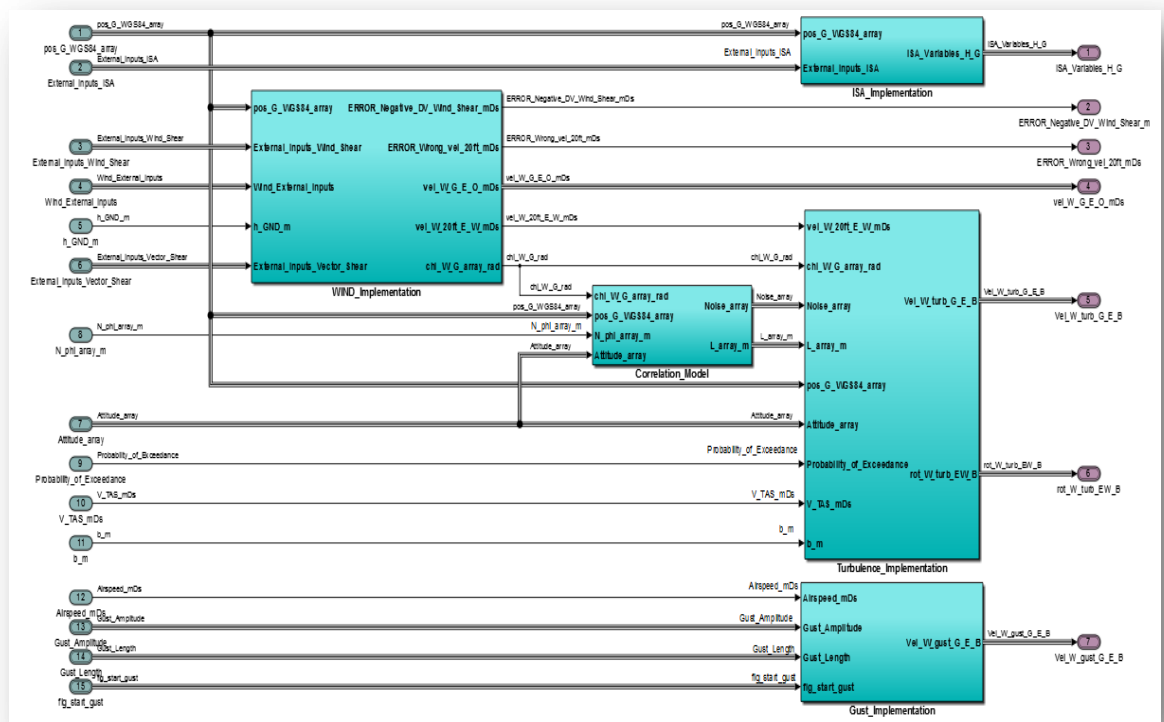 pos_G_WGS84_array
1
pos_G_WGS84_array
External_Inputs_ISA
2
External_Inputs_ISA
pos_G_WGS84_array
External_Inputs_ISA
pos_G_WGS84_array
External_Inputs_ISA
ISA_Variables_H_G
ISA_Implementation
ISA_Variables_H_G
1
ISA_Variables_H_G
External_Inputs_Wind_Shear
3
External_Inputs_Wind_Shear
Wind_External_Inputs
4
Wind_External_Inputs
h_GND_m
5
h_GND_m
External_Inputs_Vector_Shear
6
External_Inputs_Vector_Shear
pos_G_WGS84_array
External_Inputs_Wind_Shear
Wind_External_Inputs
h_GND_m
External_Inputs_Vector_Shear
ERROR_Negative_DV_Wind_Shear_mDs
ERROR_Wrong_vel_20ft_mDs
vel_W_G_E_O_mDs
vel_W_20ft_E_W_mDs
chi_W_G_array_rad
WIND_Implementation
ERROR_Negative_DV_Wind_Shear_mDs
2
ERROR_Negative_DV_Wind_Shear_m
ERROR_Wrong_vel_20ft_mDs
3
ERROR_Wrong_vel_20ft_mDs
vel_W_G_E_O_mDs
4
vel_W_G_E_O_mDs
vel_W_20ft_E_W_mDs
chi_W_G_rad
chi_W_G_rad
chi_W_G_rad
pos_G_WGS84_array
N_phi_array_m
8
N_phi_array_m
N_phi_array_m
Attitude_array
chi_W_G_array_rad
pos_G_WGS84_array
N_phi_array_m
Attitude_array
Noise_array
L_array_m
Correlation_Model
Noise_array
L_array_m
Attitude_array
7
Attitude_array
Attitude_array
Probability_of_Exceedance
9
Probability_of_Exceedance
Probability_of_Exceedance
V_TAS_mDs
10
V_TAS_mDs
V_TAS_mDs
b_m
11
b_m
b_m
vel_W_20ft_E_W_mDs
chi_W_G_array_rad
Noise_array
L_array_m
pos_G_WGS84_array
Attitude_array
Probability_of_Exceedance
V_TAS_mDs
b_m
Vel_W_turb_G_E_B
rot_W_turb_EW_B
Turbulence_Implementation
Vel_W_turb_G_E_B
5
Vel_W_turb_G_E_B
rot_W_turb_EW_B
6
rot_W_turb_EW_B
Airspeed_mDs
12
Airspeed_mDs
Gust_Amplitude
13
Gust_Amplitude
Gust_Length
14
Gust_Length
flg_start_gust
15
flg_start_gust
Airspeed_mDs
Gust_Amplitude
Gust_Length
flg_start_gust
Airspeed_mDs
Gust_Amplitude
Gust_Length
flg_start_gust
Vel_W_gust_G_E_B
Gust_Implementation
Vel_W_gust_G_E_B
7
Vel_W_gust_G_E_B